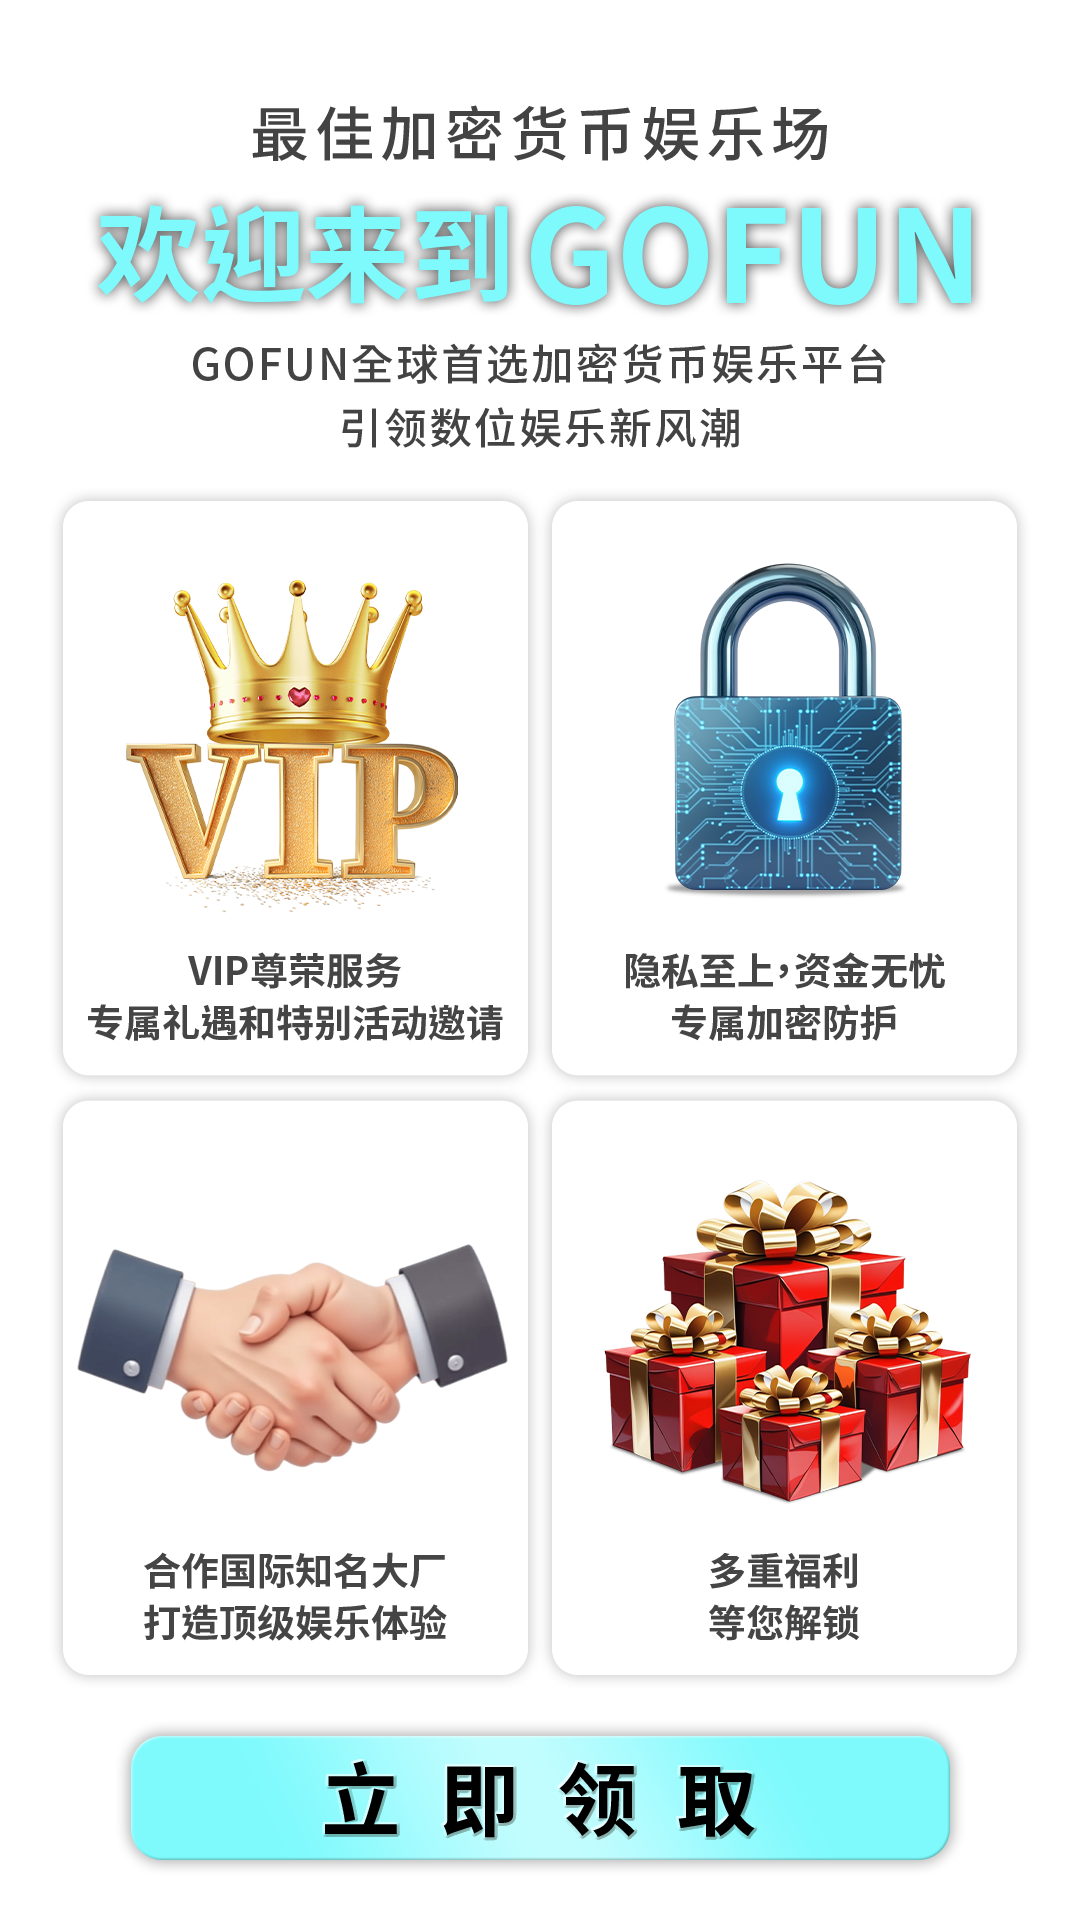 最佳加密货币娱乐场
欢迎来到GOFUN
GOFUN全球首选加密货币娱乐平台
引领数位娱乐新风潮
VIP
VIP尊荣服务
专属礼遇和特别活动邀请
隐私至上，资金无忧
专属加密防护
合作国际知名大厂
打造顶级娱乐体验
多重福利
等您解锁
立即领取